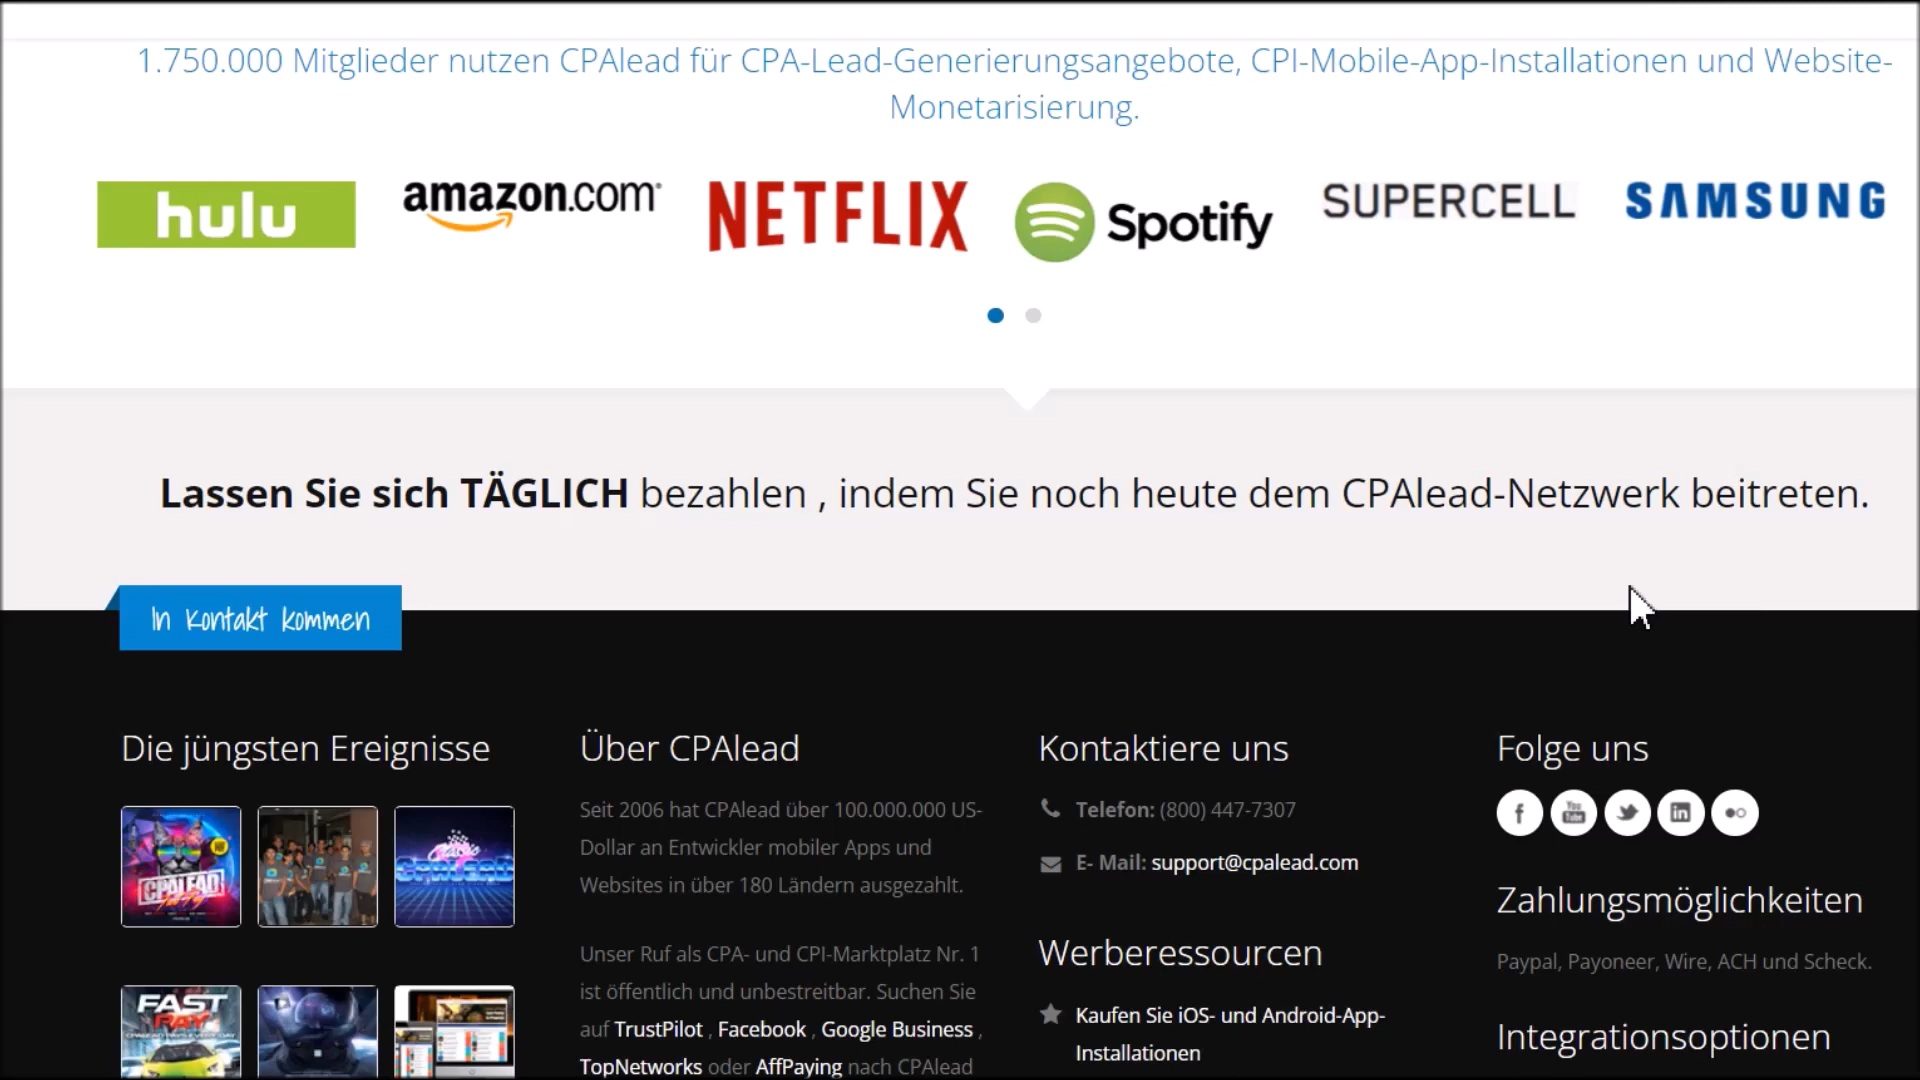 1.750.000 Mitglieder nutzen CPAlead für CPA-Lead-Generierungsangebote, CPI-Mobile-App-Installationen und Website-
Monetarisierung.
hulu
amazon.com
NETFLIX
Spotify
SUPERCELL
SAMSUNG
Lassen Sie sich TÄGLICH bezahlen , indem Sie noch heute dem CPAlead-Netzwerk beitreten.
In Kontakt kommen
Die jüngsten Ereignisse
CPALEAD
CPALEAD
FAST
PAY
Über CPAlead
Seit 2006 hat CPAlead über 100.000.000 US-
Dollar an Entwickler mobiler Apps und
Websites in über 180 Ländern ausgezahlt.
Unser Ruf als CPA- und CPI-Marktplatz Nr. 1
ist öffentlich und unbestreitbar. Suchen Sie
auf TrustPilot , Facebook , Google Business ,
TopNetworks oder AffPaying nach CPAlead
Kontaktiere uns
Telefon: (800) 447-7307
E- Mail: support@cpalead.com
Werberessourcen
Kaufen Sie iOS- und Android-App-
Installationen
Folge uns
f
You
Tube
in
Zahlungsmöglichkeiten
Paypal, Payoneer, Wire, ACH und Scheck.
Integrationsoptionen